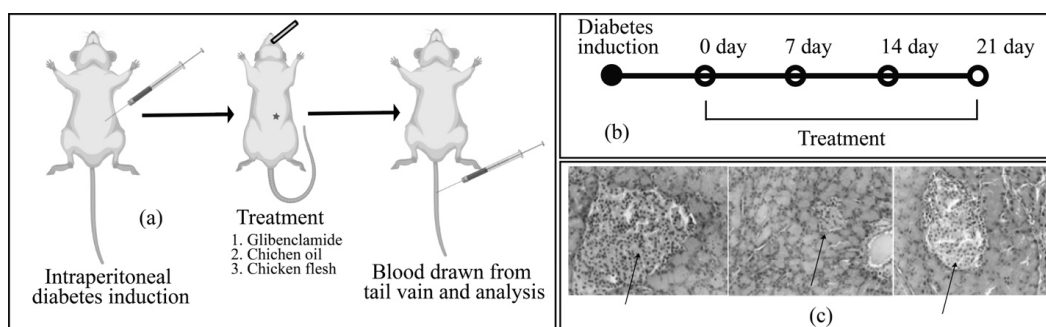 (a)
Treatment
1. Glibenclamide
2. Chichen oil
3. Chicken flesh
Intraperitoneal
diabetes induction
Blood drawn from
tail vain and analysis
Diabetes
induction
0 day
7 day
14 day
21 day
(b)
Treatment
(c)